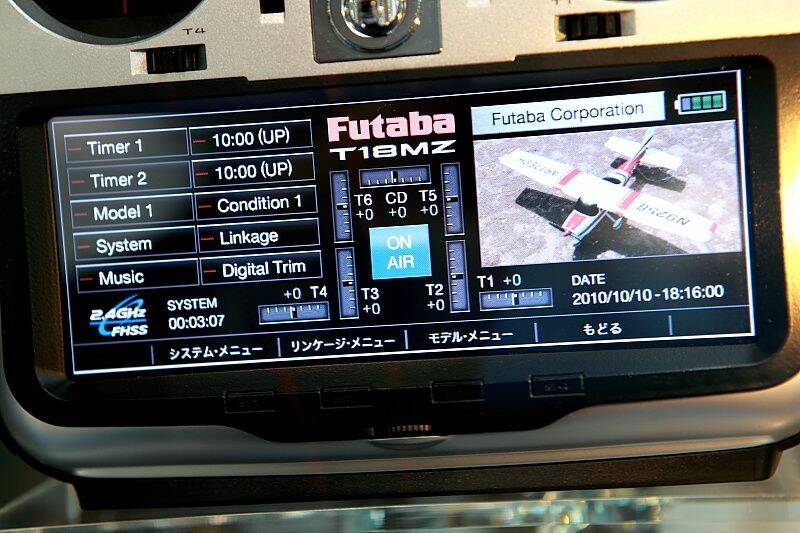 T4
Timer 1
10:00 (UP)
Timer 2
10:00 (UP)
Model 1
Condition 1
System
Linkage
Music
Digital Trim
Futaba
T18MZ
T6 CD T5
+0 +0 +0
ON
AIR
+0 T4
T3
+0
T2
+0
T1 +0
Futaba Corporation
N9258
DATE
2010/10/10 -18:16:00
2.4GHz
FHSS
SYSTEM
00:03:07
システム・メニュー
リンケージ・メニュー
モデル・メニュー
もどる